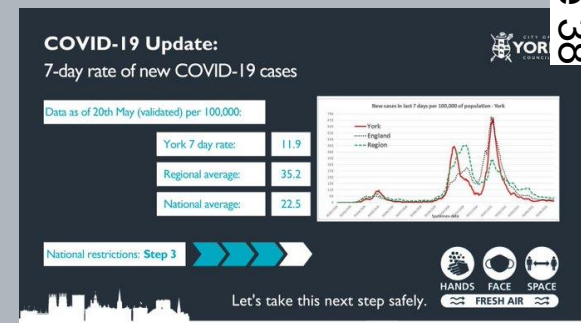 COVID-19 Update:
7-day rate of new COVID-19 cases
CITY OF
YORK
COUNCIL
38
Data as of 20th May (validated) per 100,000:
York 7 day rate: 11.9
Regional average: 35.2
National average: 22.5
New cases in last 7 days per 100,000 of population - York
York
England
Region
National restrictions: Step 3
HANDS FACE SPACE
FRESH AIR
Let's take this next step safely.